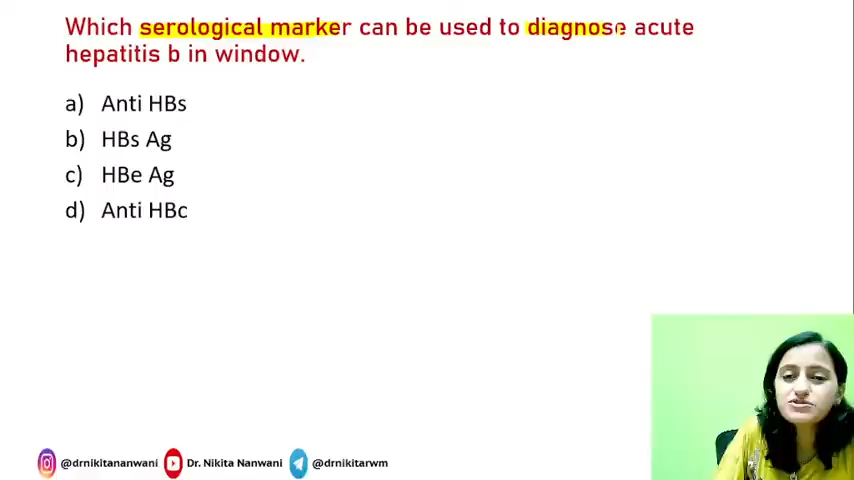 Which serological marker can be used to diagnose acute
hepatitis b in window.
a) Anti HBs
b) HBs Ag
c) HBe Ag
d) Anti HBc
@drnikitananwani Dr. Nikita Nanwani @drnikitarwm